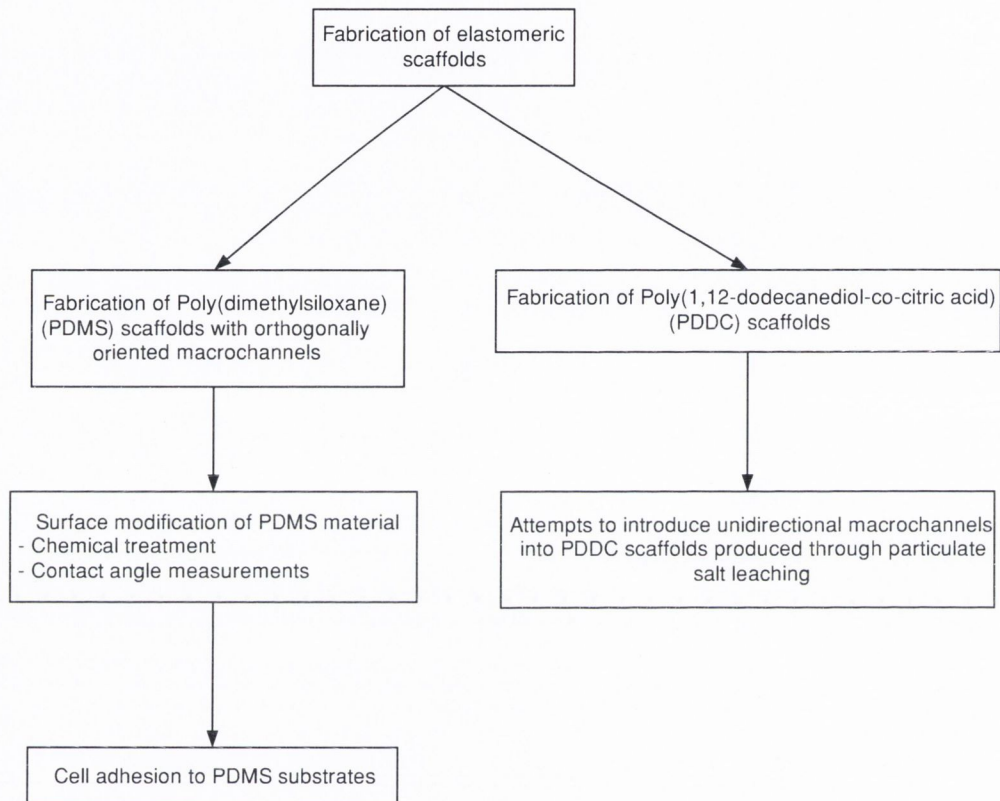 Fabrication of elastomeric
scaffolds
Fabrication of Poly(dimethylsiloxane)
(PDMS) scaffolds with orthogonally
oriented macrochannels
Fabrication of Poly(1,12-dodecanediol-co-citric acid)
(PDDC) scaffolds
Surface modification of PDMS material
- Chemical treatment
- Contact angle measurements
Attempts to introduce unidirectional macrochannels
into PDDC scaffolds produced through particulate
salt leaching
Cell adhesion to PDMS substrates